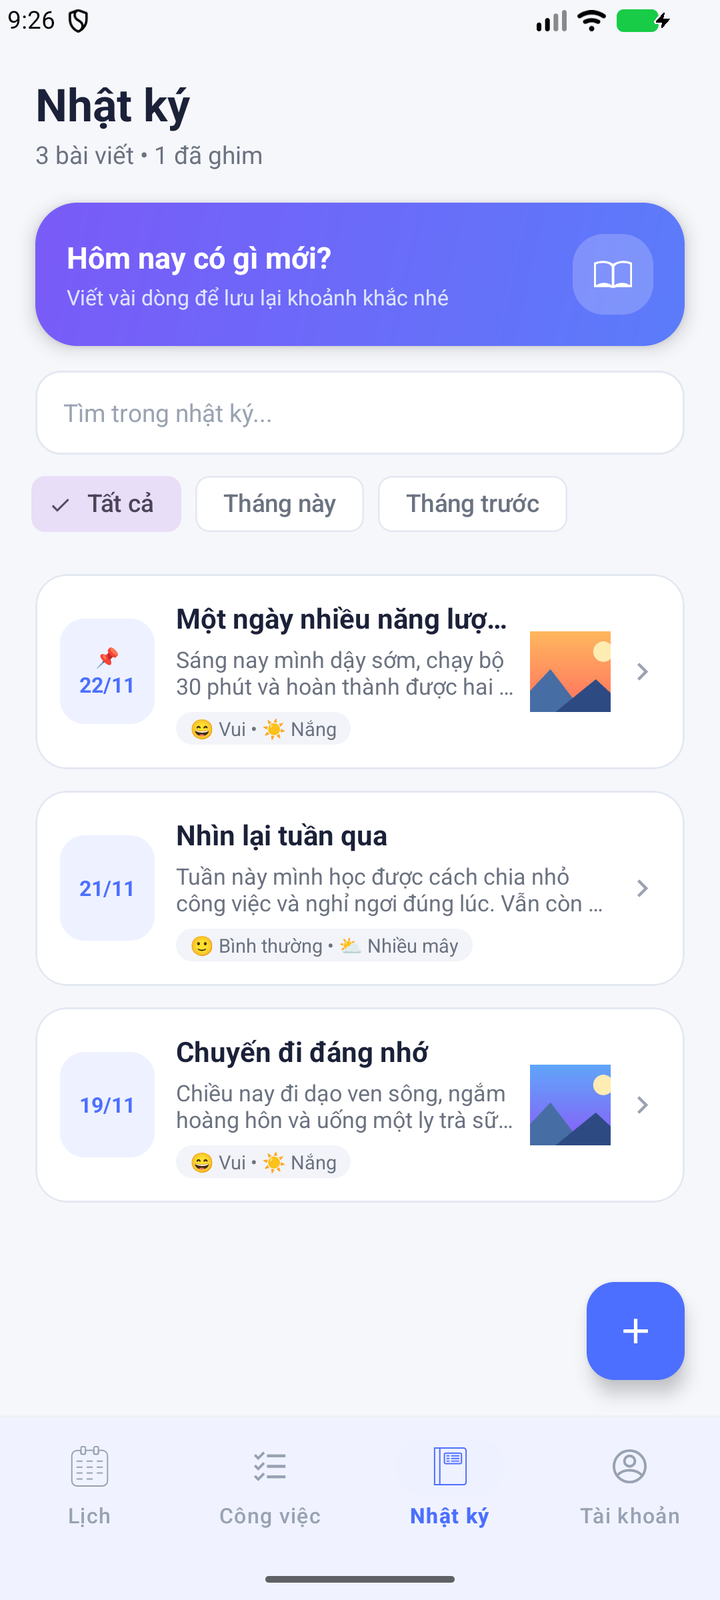 9:26
Nhật ký
3 bài viết • 1 đã ghim
Hôm nay có gì mới?
Viết vài dòng để lưu lại khoảnh khắc nhé
Tìm trong nhật ký...
Tất cả
Tháng này
Tháng trước
22/11
Một ngày nhiều năng lượ...
Sáng nay mình dậy sớm, chạy bộ
30 phút và hoàn thành được hai ...
😄 Vui • ☀️ Nắng
21/11
Nhìn lại tuần qua
Tuần này mình học được cách chia nhỏ
công việc và nghỉ ngơi đúng lúc. Vẫn còn ...
🙂 Bình thường • ⛅ Nhiều mây
19/11
Chuyến đi đáng nhớ
Chiều nay đi dạo ven sông, ngắm
hoàng hôn và uống một ly trà sữ...
😄 Vui • ☀️ Nắng
Lịch
Công việc
Nhật ký
Tài khoản